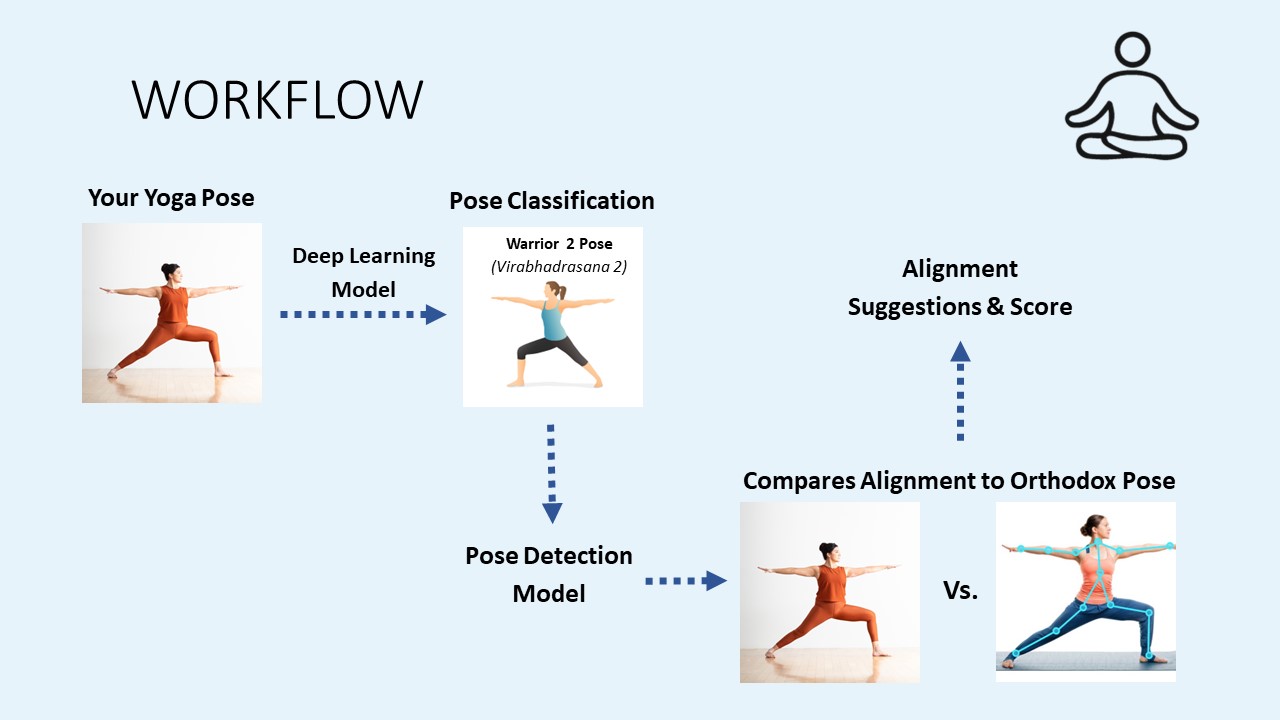 WORKFLOW
Your Yoga Pose
Deep Learning
Model
Pose Classification
Warrior 2 Pose
(Virabhadrasana 2)
Pose Detection
Model
Compares Alignment to Orthodox Pose
Vs.
Alignment
Suggestions & Score